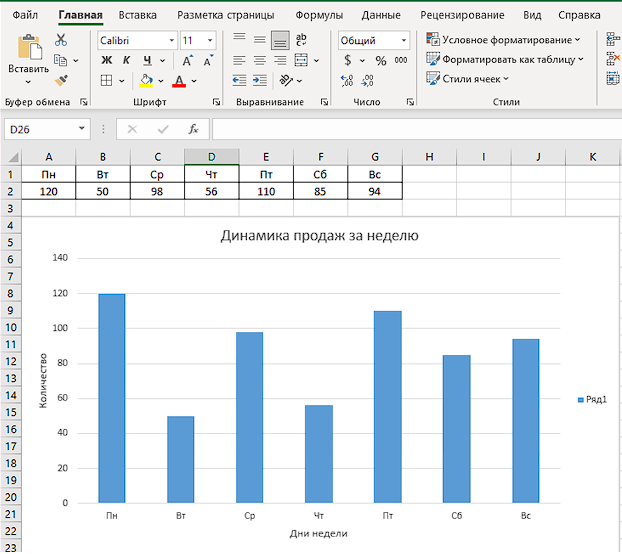 Файл Главная Вставка Разметка страницы Формулы Данные Рецензирование Вид Справка
Calibri 11 Общий Условное форматирование
Вставить Ж К Ч $ % 000 Форматировать как таблицу
А Стили ячеек
Буфер обмена Шрифт Выравнивание Число Стили
D26 fx
A B C D E F G H I J K
1 Пн Вт Ср Чт Пт Сб Вс
2 120 50 98 56 110 85 94
3
4
5
6
7
8
9
10
11
12
13
14
15
16
17
18
19
20
21
22
23
Динамика продаж за неделю
140
120
100
80
60
40
20
0
Количество
Пн Вт Ср Чт Пт Сб Вс
Дни недели
Ряд1